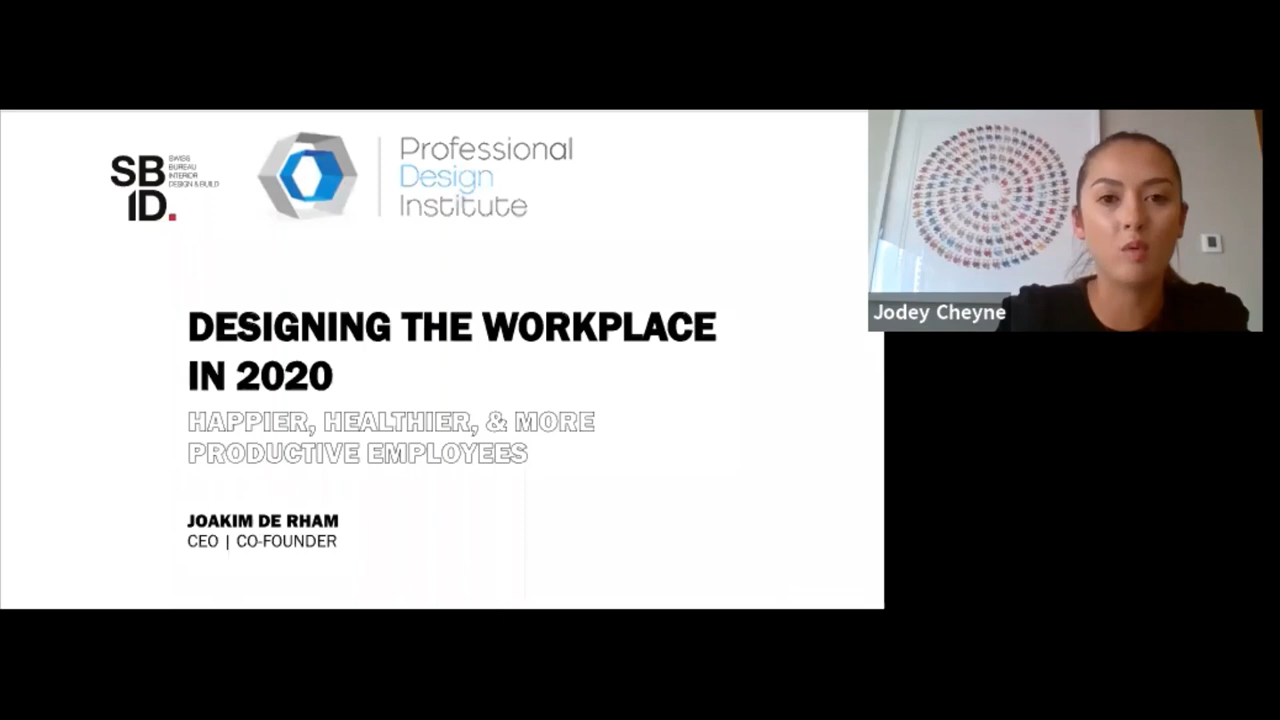 SB
ID.
SWISS
BUREAU
INTERIOR
DESIGN & BUILD
Professional
Design
Institute
DESIGNING THE WORKPLACE
IN 2020
HAPPIER, HEALTHIER, & MORE
PRODUCTIVE EMPLOYEES
JOAKIM DE RHAM
CEO | CO-FOUNDER
Jodey Cheyne